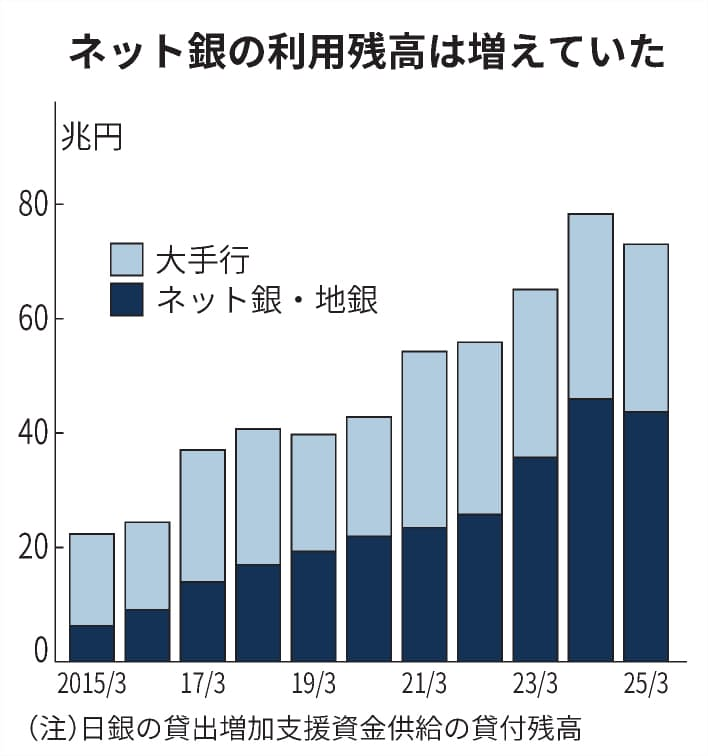 ネット銀の利用残高は増えていた
兆円
80
大手行
ネット銀・地銀
60
40
20
0
2015/3 17/3 19/3 21/3 23/3 25/3
（注）日銀の貸出増加支援資金供給の貸付残高